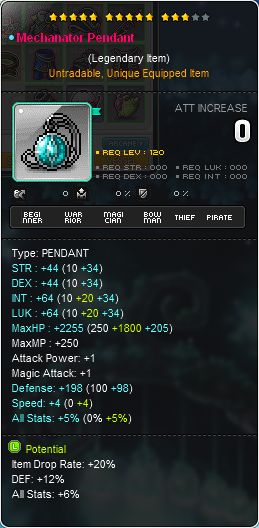 Mechanator Pendant
(Legendary Item)
Untradable, Unique Equipped Item
ATT INCREASE
0
REQ LEV : 120
REQ STR : 000
REQ LUK : 000
REQ DEX : 000
REQ INT : 000
0 0 % 0 %
BEGINNER WARRIOR MAGICIAN BOWMAN THIEF PIRATE
Type: PENDANT
STR : +44 (10 +34)
DEX : +44 (10 +34)
INT : +64 (10 +20 +34)
LUK : +64 (10 +20 +34)
MaxHP : +2255 (250 +1800 +205)
MaxMP : +250
Attack Power: +1
Magic Attack: +1
Defense: +198 (100 +98)
Speed: +4 (0 +4)
All Stats: +5% (0% +5%)
L Potential
Item Drop Rate: +20%
DEF: +12%
All Stats: +6%